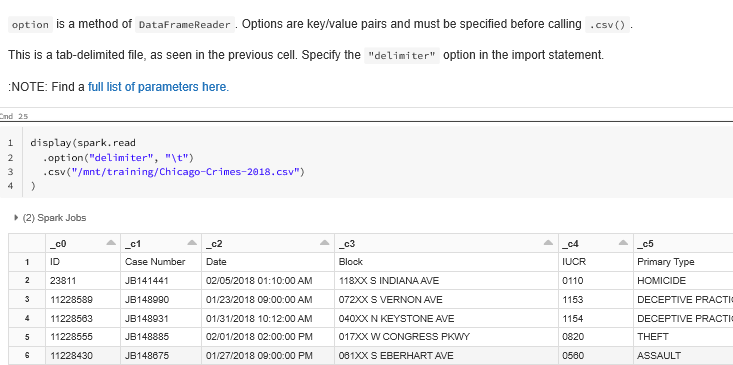 option is a method of DataFrameReader. Options are key/value pairs and must be specified before calling .csv().
This is a tab-delimited file, as seen in the previous cell. Specify the "delimiter" option in the import statement.
:NOTE: Find a full list of parameters here.
Cmd 25
1 display(spark.read
2 .option("delimiter", "\t")
3 .csv("/mnt/training/Chicago-Crimes-2018.csv")
4 )
(2) Spark Jobs
_c0 _c1 _c2 _c3 _c4 _c5
1 ID Case Number Date Block IUCR Primary Type
2 23811 JB141441 02/05/2018 01:10:00 AM 118XX S INDIANA AVE 0110 HOMICIDE
3 11228589 JB148990 01/23/2018 09:00:00 AM 072XX S VERNON AVE 1153 DECEPTIVE PRACTI
4 11228563 JB148931 01/31/2018 10:12:00 AM 040XX N KEYSTONE AVE 1154 DECEPTIVE PRACTI
5 11228555 JB148885 02/01/2018 02:00:00 PM 017XX W CONGRESS PKWY 0820 THEFT
6 11228430 JB148675 01/27/2018 09:00:00 PM 061XX S EBERHART AVE 0560 ASSAULT